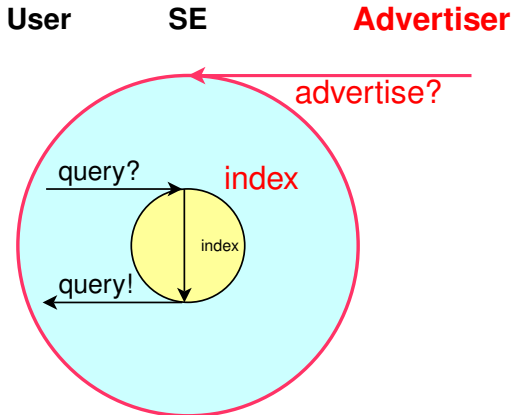 User SE Advertiser
advertise?
query? index
index
query!